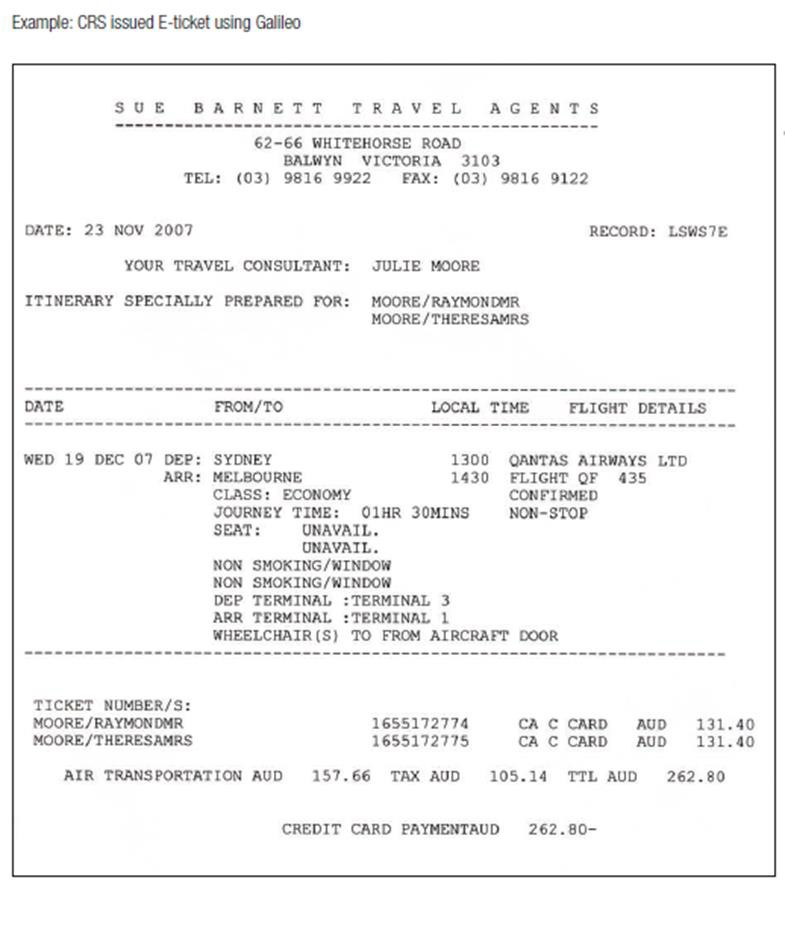 Example: CRS issued E-ticket using Galileo
SUE BARNETT TRAVEL AGENTS
62-66 WHITEHORSE ROAD
BALWYN VICTORIA 3103
TEL: (03) 9816 9922 FAX: (03) 9816 9122
DATE: 23 NOV 2007 RECORD: LSWS7E
YOUR TRAVEL CONSULTANT: JULIE MOORE
ITINERARY SPECIALLY PREPARED FOR: MOORE/RAYMONDMR
MOORE/THERESAMRS
DATE FROM/TO LOCAL TIME FLIGHT DETAILS
WED 19 DEC 07 DEP: SYDNEY 1300 QANTAS AIRWAYS LTD
ARR: MELBOURNE 1430 FLIGHT QF 435
CLASS: ECONOMY CONFIRMED
JOURNEY TIME: 01HR 30MINS NON-STOP
SEAT: UNAVAIL.
UNAVAIL.
NON SMOKING/WINDOW
NON SMOKING/WINDOW
DEP TERMINAL :TERMINAL 3
ARR TERMINAL :TERMINAL 1
WHEELCHAIR(S) TO FROM AIRCRAFT DOOR
TICKET NUMBER/S:
MOORE/RAYMONDMR 1655172774 CA C CARD AUD 131.40
MOORE/THERESAMRS 1655172775 CA C CARD AUD 131.40
AIR TRANSPORTATION AUD 157.66 TAX AUD 105.14 TTL AUD 262.80
CREDIT CARD PAYMENTAUD 262.80-